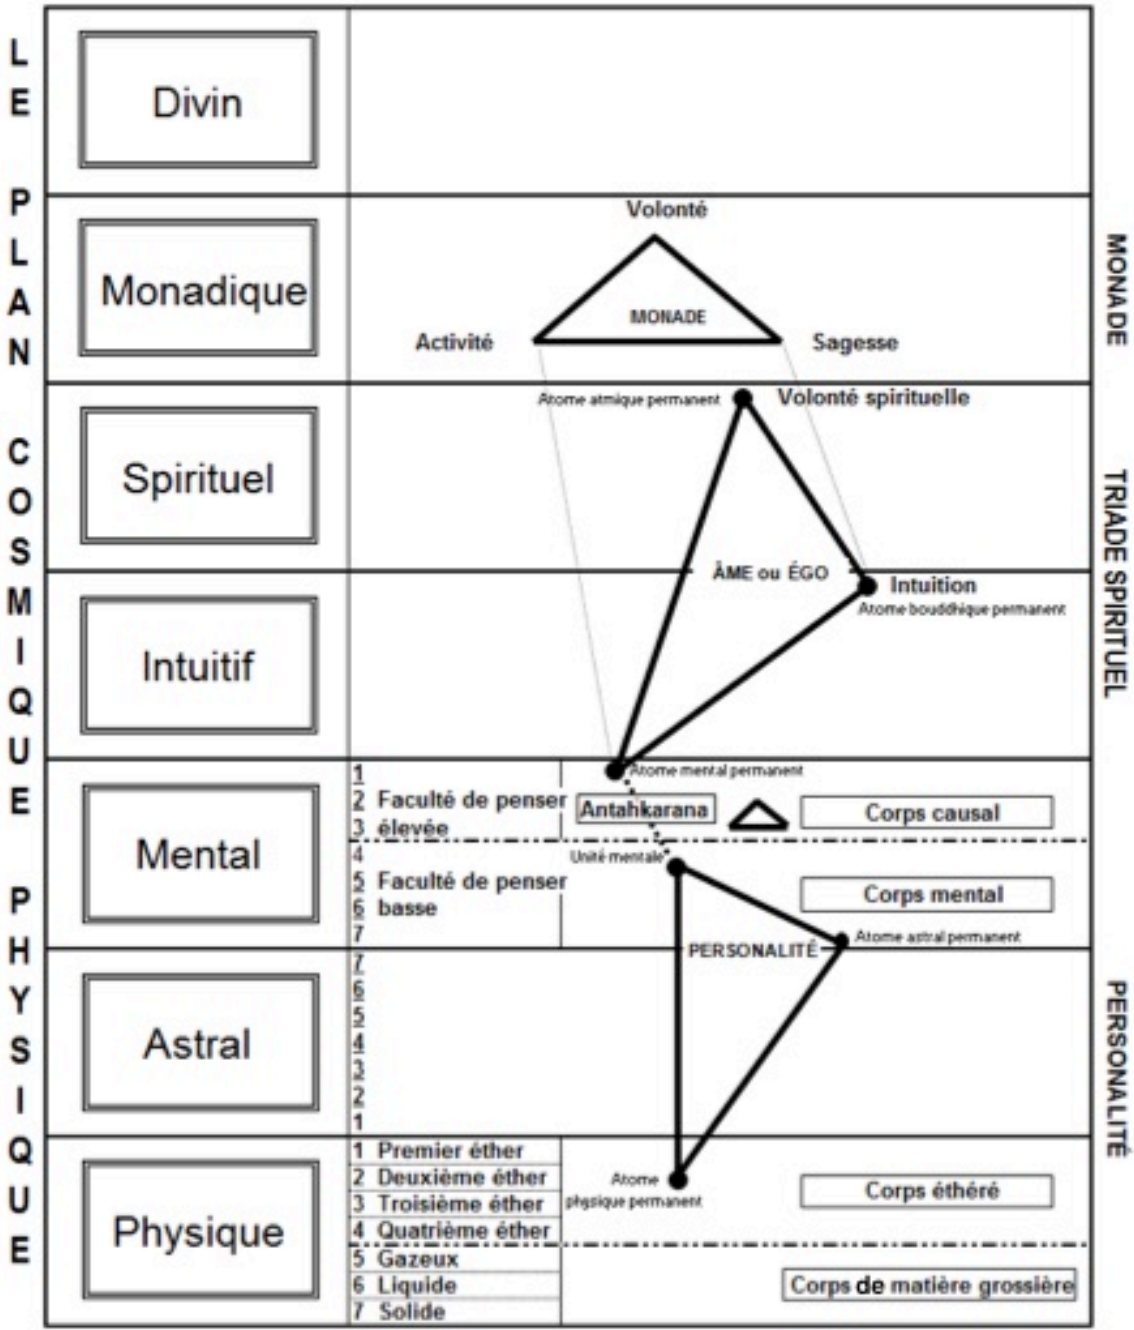 LE PLAN COSMIQUE PHYSIQUE
Divin
Monadique
Volonté
MONADE
Activité
Sagesse
MONADE
Spirituel
Atome atmique permanent
Volonté spirituelle
TRIADE SPIRITUEL
ÂME ou ÉGO
Intuition
Atome bouddhique permanent
Intuitif
Mental
1
2 Faculté de penser
3 élevée
Atome mental permanent
Antahkarana
Corps causal
4
5 Faculté de penser
6 basse
7
Unité mentale
Corps mental
Atome astral permanent
PERSONALITÉ
Astral
7
6
5
4
3
2
1
PERSONALITÉ
Physique
1 Premier éther
2 Deuxième éther
3 Troisième éther
4 Quatrième éther
5 Gazeux
6 Liquide
7 Solide
Atome
physique permanent
Corps éthéré
Corps de matière grossière